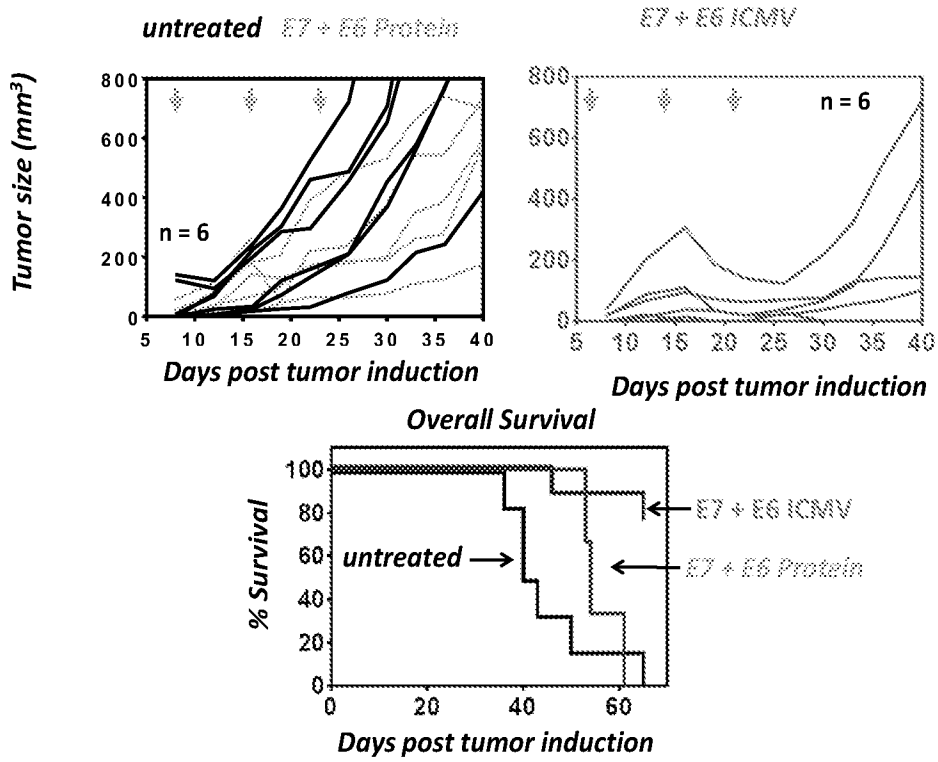 untreated E7 + E6 Protein
E7 + E6 ICMV
Tumor size (mm³)
800
600
400
200
0
n = 6
5 10 15 20 25 30 35 40
Days post tumor induction
800
600
400
200
0
n = 6
5 10 15 20 25 30 35 40
Days post tumor induction
Overall Survival
% Survival
100
80
60
40
20
0
untreated
E7 + E6 ICMV
E7 + E6 Protein
0 20 40 60
Days post tumor induction